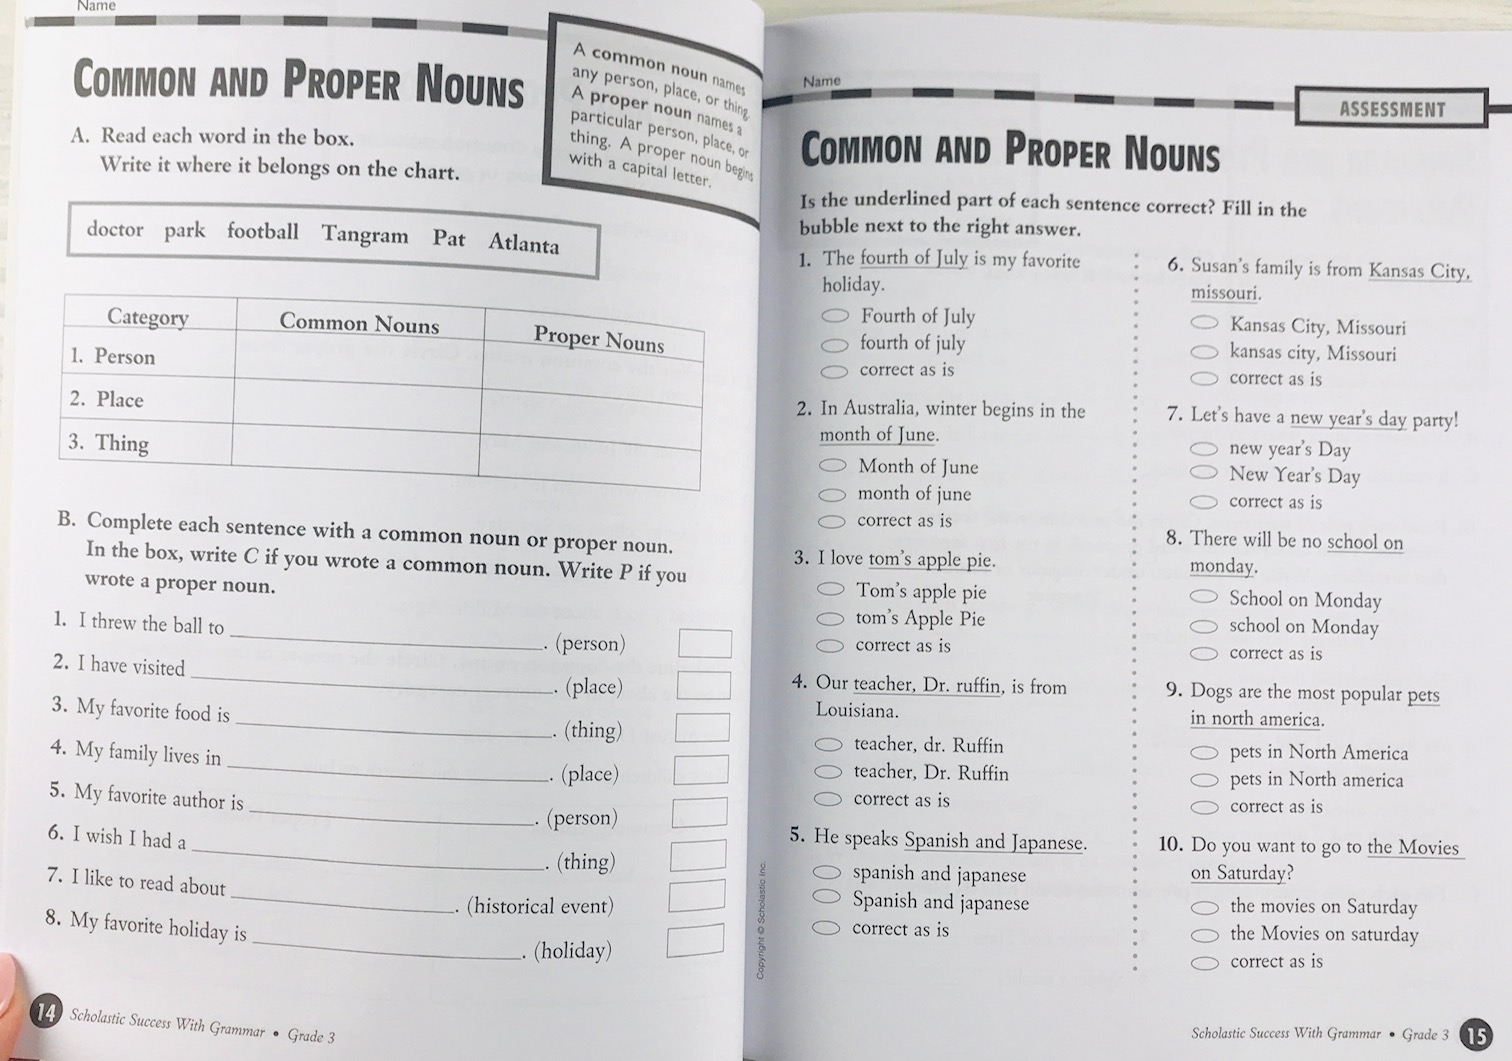 Name
COMMON AND PROPER NOUNS
A common noun names
any person, place, or thing.
A proper noun names a
particular person, place, or
thing. A proper noun begins
with a capital letter.
A. Read each word in the box.
Write it where it belongs on the chart.
doctor park football Tangram Pat Atlanta
Category Common Nouns Proper Nouns
1. Person
2. Place
3. Thing
B. Complete each sentence with a common noun or proper noun.
In the box, write C if you wrote a common noun. Write P if you
wrote a proper noun.
1. I threw the ball to . (person)
2. I have visited . (place)
3. My favorite food is . (thing)
4. My family lives in . (place)
5. My favorite author is . (person)
6. I wish I had a . (thing)
7. I like to read about . (historical event)
8. My favorite holiday is . (holiday)
14 Scholastic Success With Grammar • Grade 3
Copyright © Scholastic Inc.
Name
ASSESSMENT
COMMON AND PROPER NOUNS
Is the underlined part of each sentence correct? Fill in the
bubble next to the right answer.
1. The fourth of July is my favorite
holiday.
Fourth of July
fourth of july
correct as is
2. In Australia, winter begins in the
month of June.
Month of June
month of june
correct as is
3. I love tom's apple pie.
Tom's apple pie
tom's Apple Pie
correct as is
4. Our teacher, Dr. ruffin, is from
Louisiana.
teacher, dr. Ruffin
teacher, Dr. Ruffin
correct as is
5. He speaks Spanish and Japanese.
spanish and japanese
Spanish and japanese
correct as is
6. Susan's family is from Kansas City,
missouri.
Kansas City, Missouri
kansas city, Missouri
correct as is
7. Let's have a new year's day party!
new year's Day
New Year's Day
correct as is
8. There will be no school on
monday.
School on Monday
school on Monday
correct as is
9. Dogs are the most popular pets
in north america.
pets in North America
pets in North america
correct as is
10. Do you want to go to the Movies
on Saturday?
the movies on Saturday
the Movies on saturday
correct as is
Scholastic Success With Grammar • Grade 3 15